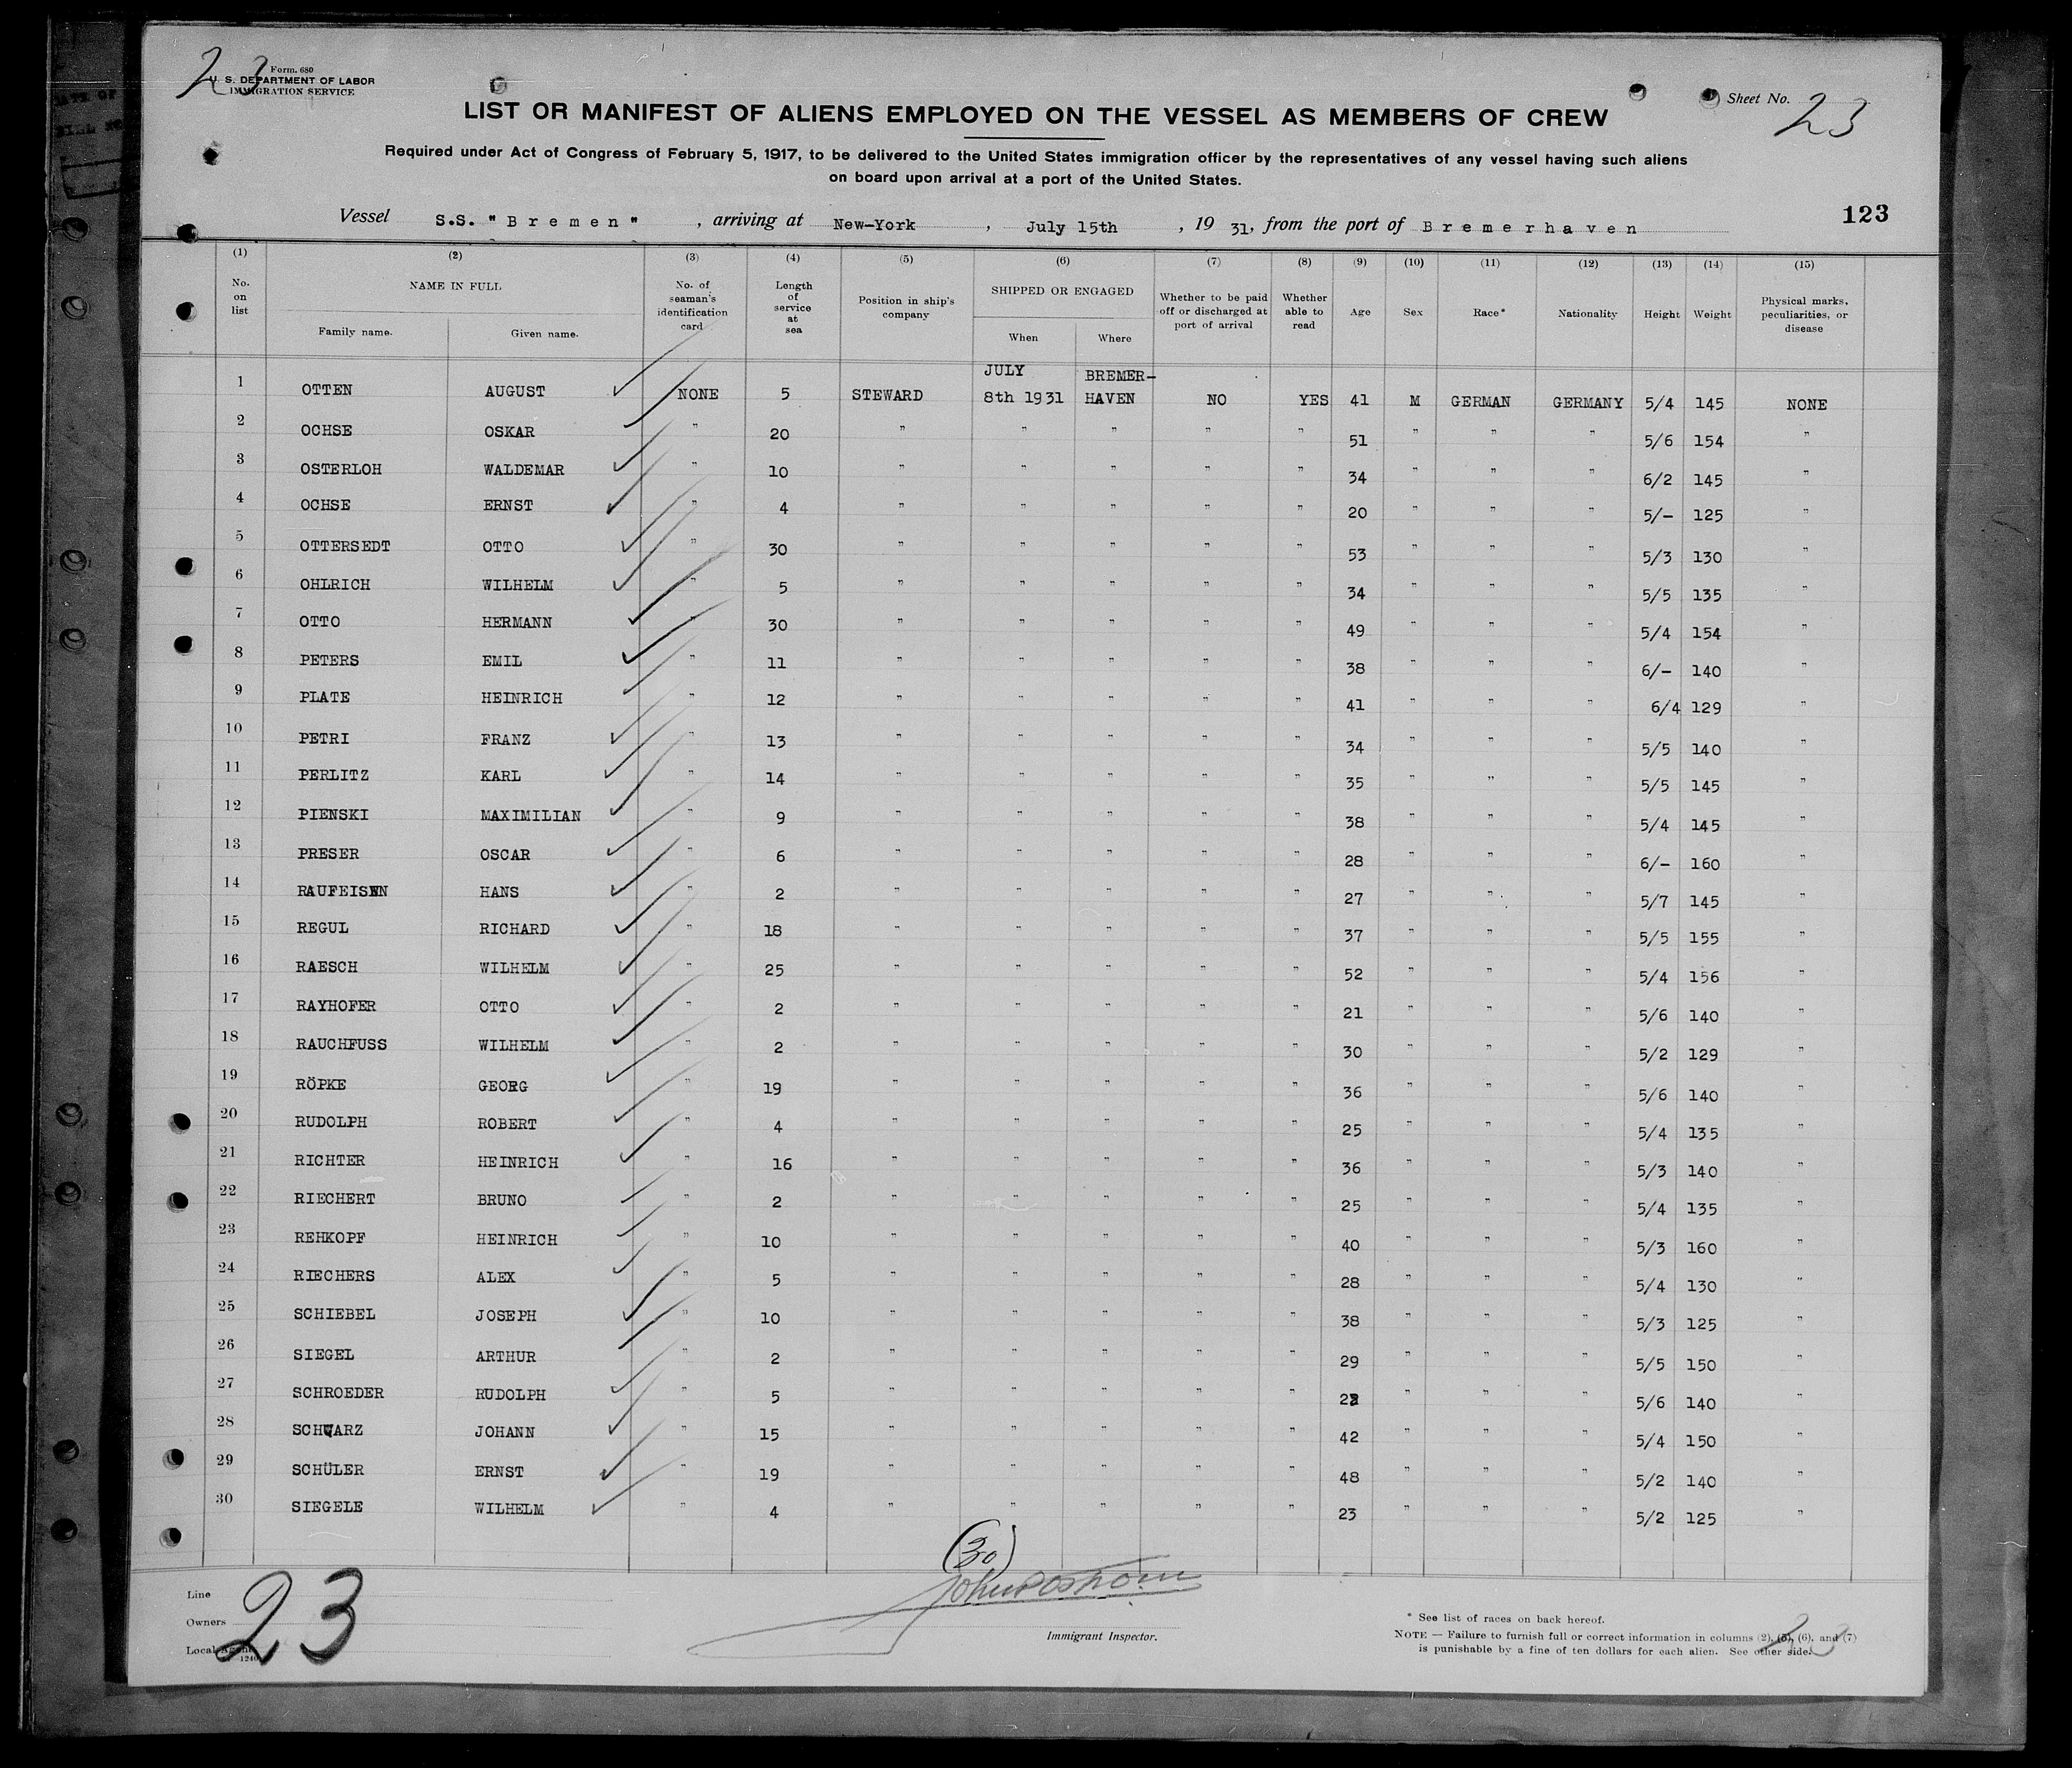 23
Form. 680
U. S. DEPARTMENT OF LABOR
IMMIGRATION SERVICE
Sheet No. 23
LIST OR MANIFEST OF ALIENS EMPLOYED ON THE VESSEL AS MEMBERS OF CREW
Required under Act of Congress of February 5, 1917, to be delivered to the United States immigration officer by the representatives of any vessel having such aliens
on board upon arrival at a port of the United States.
Vessel S.S. "Bremen", arriving at New-York, July 15th, 19 31, from the port of Bremerhaven 123
(1) (2) (3) (4) (5) (6) (7) (8) (9) (10) (11) (12) (13) (14) (15)
No. on list NAME IN FULL Family name. Given name. No. of seaman's identification card Length of service at sea Position in ship's company SHIPPED OR ENGAGED When Where Whether to be paid off or discharged at port of arrival Whether able to read Age Sex Race* Nationality Height Weight Physical marks, peculiarities, or disease
1 OTTEN AUGUST NONE 5 STEWARD JULY 8th 1931 BREMER-HAVEN NO YES 41 M GERMAN GERMANY 5/4 145 NONE
2 OCHSE OSKAR " 20 " " " " " 51 " " " 5/6 154 "
3 OSTERLOH WALDEMAR " 10 " " " " " 34 " " " 6/2 145 "
4 OCHSE ERNST " 4 " " " " " 20 " " " 5/- 125 "
5 OTTERSEDT OTTO " 30 " " " " " 53 " " " 5/3 130 "
6 OHLRICH WILHELM " 5 " " " " " 34 " " " 5/5 135 "
7 OTTO HERMANN " 30 " " " " " 49 " " " 5/4 154 "
8 PETERS EMIL " 11 " " " " " 38 " " " 6/- 140 "
9 PLATE HEINRICH " 12 " " " " " 41 " " " 6/4 129 "
10 PETRI FRANZ " 13 " " " " " 34 " " " 5/5 140 "
11 PERLITZ KARL " 14 " " " " " 35 " " " 5/5 145 "
12 PIENSKI MAXIMILIAN " 9 " " " " " 38 " " " 5/4 145 "
13 PRESER OSCAR " 6 " " " " " 28 " " " 6/- 160 "
14 RAUFEISEN HANS " 2 " " " " " 27 " " " 5/7 145 "
15 REGUL RICHARD " 18 " " " " " 37 " " " 5/5 155 "
16 RAESCH WILHELM " 25 " " " " " 52 " " " 5/4 156 "
17 RAYHOFER OTTO " 2 " " " " " 21 " " " 5/6 140 "
18 RAUCHFUSS WILHELM " 2 " " " " " 30 " " " 5/2 129 "
19 RÖPKE GEORG " 19 " " " " " 36 " " " 5/6 140 "
20 RUDOLPH ROBERT " 4 " " " " " 25 " " " 5/4 135 "
21 RICHTER HEINRICH " 16 " " " " " 36 " " " 5/3 140 "
22 RIECHERT BRUNO " 2 " " " " " 25 " " " 5/4 135 "
23 REHKOPF HEINRICH " 10 " " " " " 40 " " " 5/3 160 "
24 RIECHERS ALEX " 5 " " " " " 28 " " " 5/4 130 "
25 SCHIEBEL JOSEPH " 10 " " " " " 38 " " " 5/3 125 "
26 SIEGEL ARTHUR " 2 " " " " " 29 " " " 5/5 150 "
27 SCHROEDER RUDOLPH " 5 " " " " " " " " 5/6 140 "
28 SCHWARZ JOHANN " 15 " " " " " 42 " " " 5/4 150 "
29 SCHÜLER ERNST " 19 " " " " " 48 " " " 5/2 140 "
30 SIEGELE WILHELM " 4 " " " " " 23 " " " 5/2 125 "
(30)
Line
Owners
Local Agents
23
Immigrant Inspector.
* See list of races on back hereof.
NOTE — Failure to furnish full or correct information in columns (2), (5), (6), and (7)
is punishable by a fine of ten dollars for each alien. See other side.
23